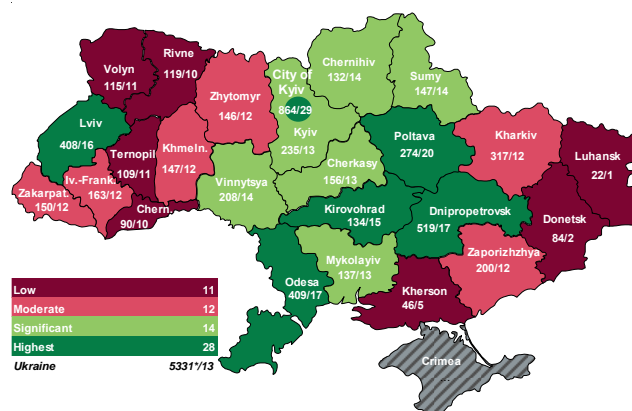 Volyn
115/11
Rivne
119/10
Zhytomyr
146/12
City of
Kyiv
864/29
Kyiv
235/13
Chernihiv
132/14
Sumy
147/14
Lviv
408/16
Ternopil
109/11
Khmeln.
147/12
Vinnytsya
208/14
Cherkasy
156/13
Poltava
274/20
Kharkiv
317/12
Luhansk
22/1
Zakarpat.
150/12
Iv.-Frank.
163/12
Chern.
90/10
Kirovohrad
134/15
Dnipropetrovsk
519/17
Donetsk
84/2
Odesa
409/17
Mykolayiv
137/13
Zaporizhzhya
200/12
Kherson
46/5
Crimea
...
Low 11
Moderate 12
Significant 14
Highest 28
Ukraine 5331*/13